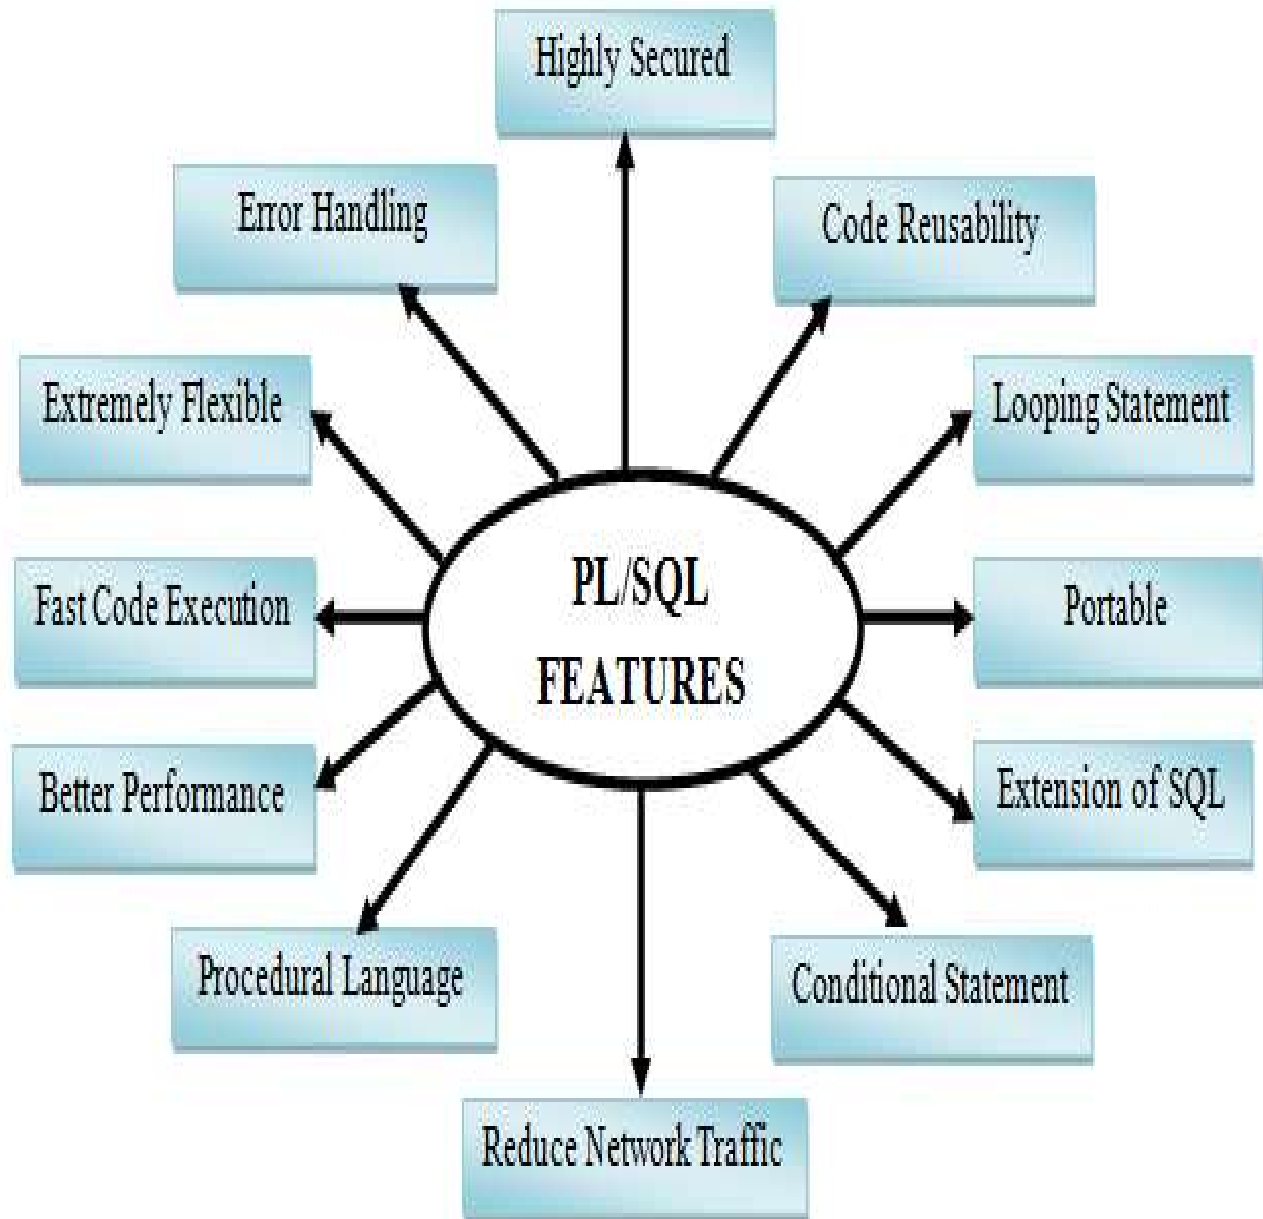 Highly Secured
Error Handling
Code Reusability
Extremely Flexible
Looping Statement
Fast Code Execution
PL/SQL
FEATURES
Portable
Better Performance
Extension of SQL
Procedural Language
Conditional Statement
Reduce Network Traffic